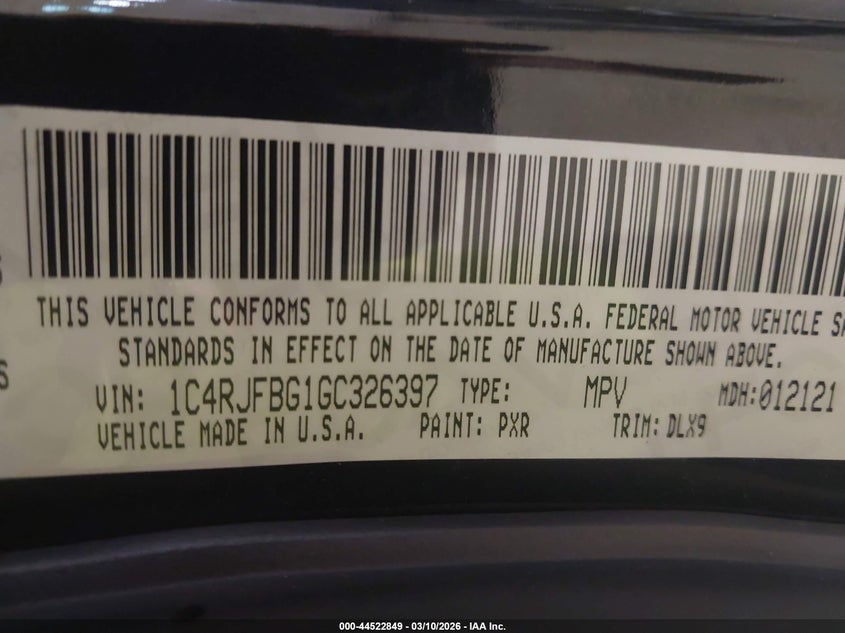 THIS VEHICLE CONFORMS TO ALL APPLICABLE U.S.A. FEDERAL MOTOR VEHICLE SA
STANDARDS IN EFFECT ON THE DATE OF MANUFACTURE SHOWN ABOVE.
S
VIN: 1C4RJFBG1GC326397 TYPE: MPV MDH:012121
VEHICLE MADE IN U.S.A. PAINT: PXR TRIM: DLX9
000-44522849 - 03/10/2026 - IAA Inc.